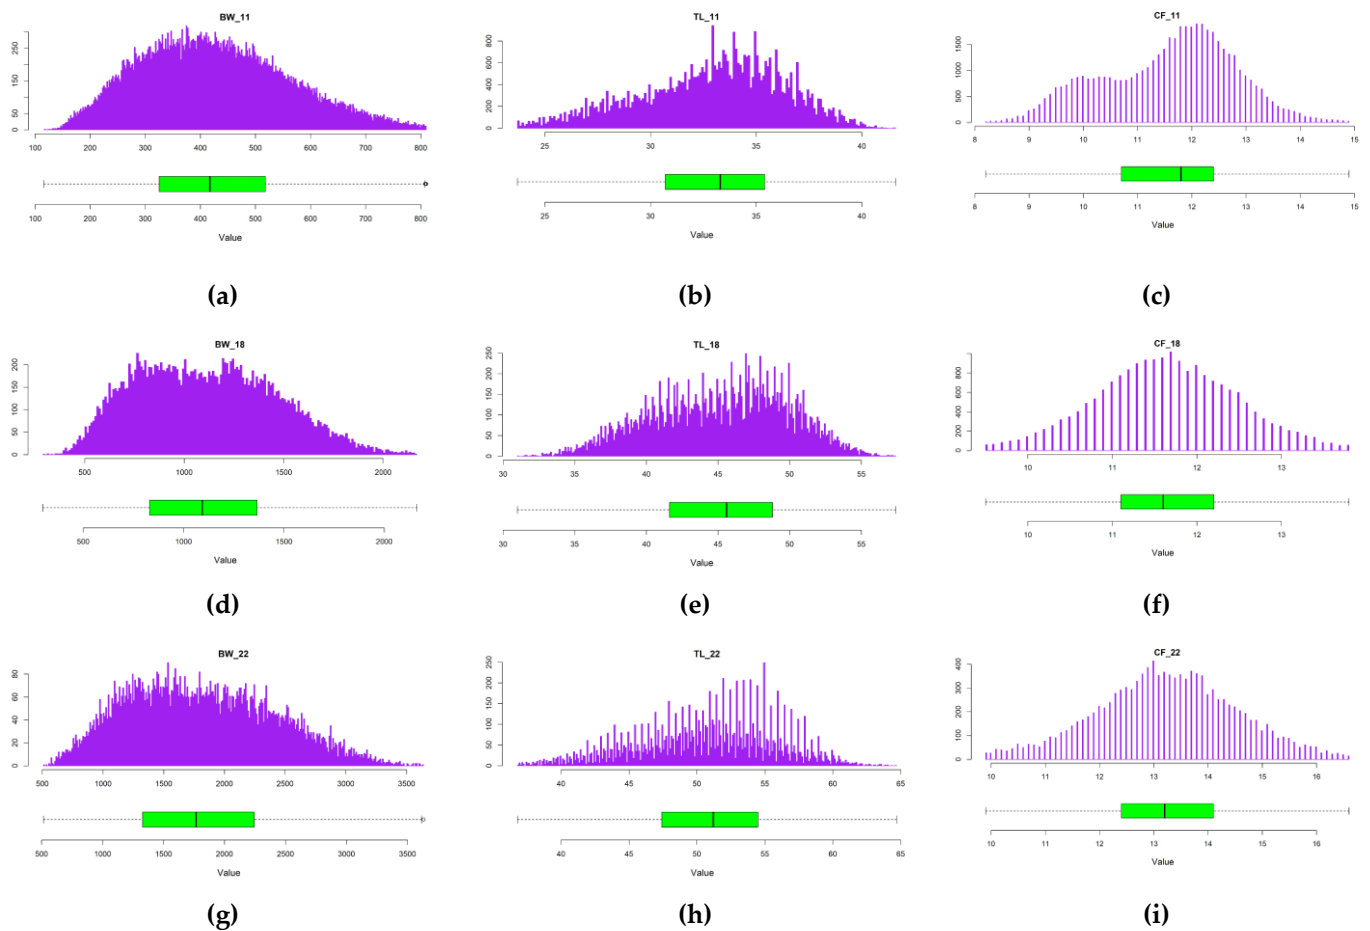 BW_11
TL_11
CF_11
0 50 150 250
0 200 400 600 800
0 500 1000 1500
100 200 300 400 500 600 700 800
25 30 35 40
8 9 10 11 12 13 14 15
100 200 300 400 500 600 700 800
25 30 35 40
8 9 10 11 12 13 14 15
Value
Value
Value
(a)
(b)
(c)
BW_18
TL_18
CF_18
0 50 100 150 200
0 50 100 150 200 250
0 200 400 600 800
500 1000 1500 2000
30 35 40 45 50 55
10 11 12 13
500 1000 1500 2000
30 35 40 45 50 55
10 11 12 13
Value
Value
Value
(d)
(e)
(f)
BW_22
TL_22
CF_22
0 20 40 60 80
0 50 100 150 200 250
0 100 200 300 400
500 1000 1500 2000 2500 3000 3500
40 45 50 55 60 65
10 11 12 13 14 15 16
500 1000 1500 2000 2500 3000 3500
40 45 50 55 60 65
10 11 12 13 14 15 16
Value
Value
Value
(g)
(h)
(i)